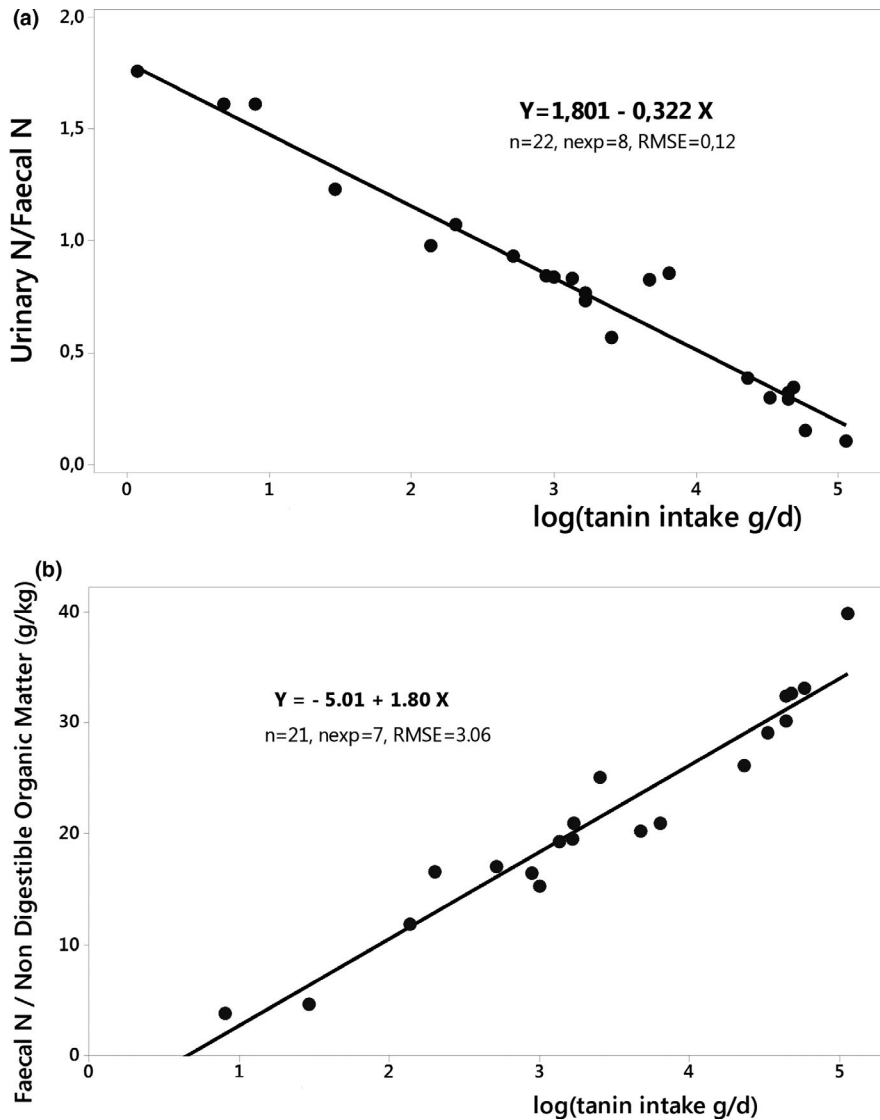 (a)
2,0
1,5
1,0
0,5
0,0
Urinary N/Faecal N
Y=1,801 - 0,322 X
n=22, nexp=8, RMSE=0,12
0 1 2 3 4 5
log(tanin intake g/d)
(b)
40
30
20
10
0
Faecal N / Non Digestible Organic Matter (g/kg)
Y = - 5.01 + 1.80 X
n=21, nexp=7, RMSE=3.06
0 1 2 3 4 5
log(tanin intake g/d)